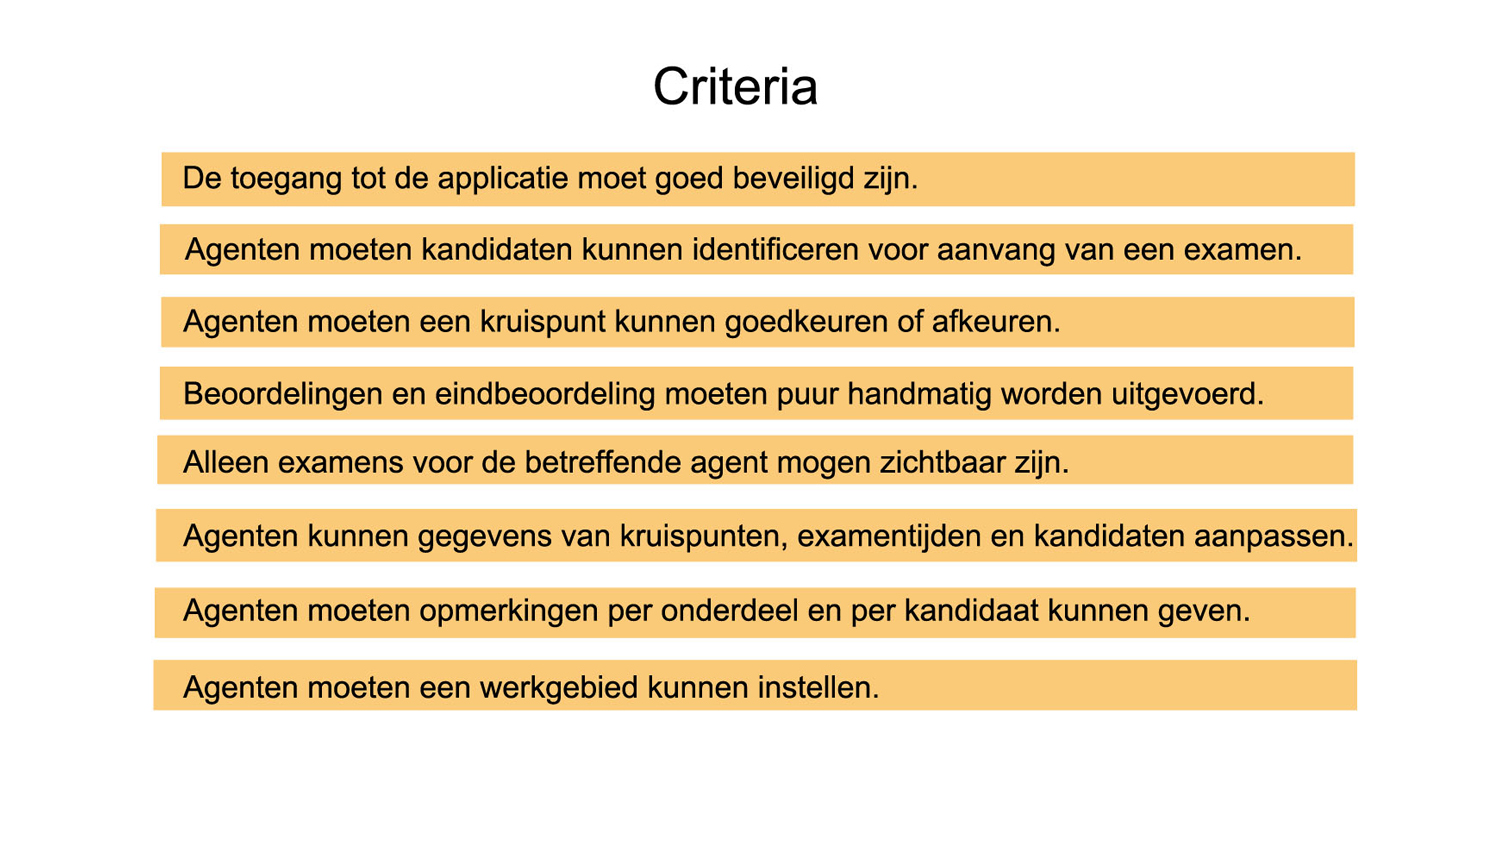 Criteria
De toegang tot de applicatie moet goed beveiligd zijn.
Agenten moeten kandidaten kunnen identificeren voor aanvang van een examen.
Agenten moeten een kruispunt kunnen goedkeuren of afkeuren.
Beoordelingen en eindbeoordeling moeten puur handmatig worden uitgevoerd.
Alleen examens voor de betreffende agent mogen zichtbaar zijn.
Agenten kunnen gegevens van kruispunten, examentijden en kandidaten aanpassen.
Agenten moeten opmerkingen per onderdeel en per kandidaat kunnen geven.
Agenten moeten een werkgebied kunnen instellen.